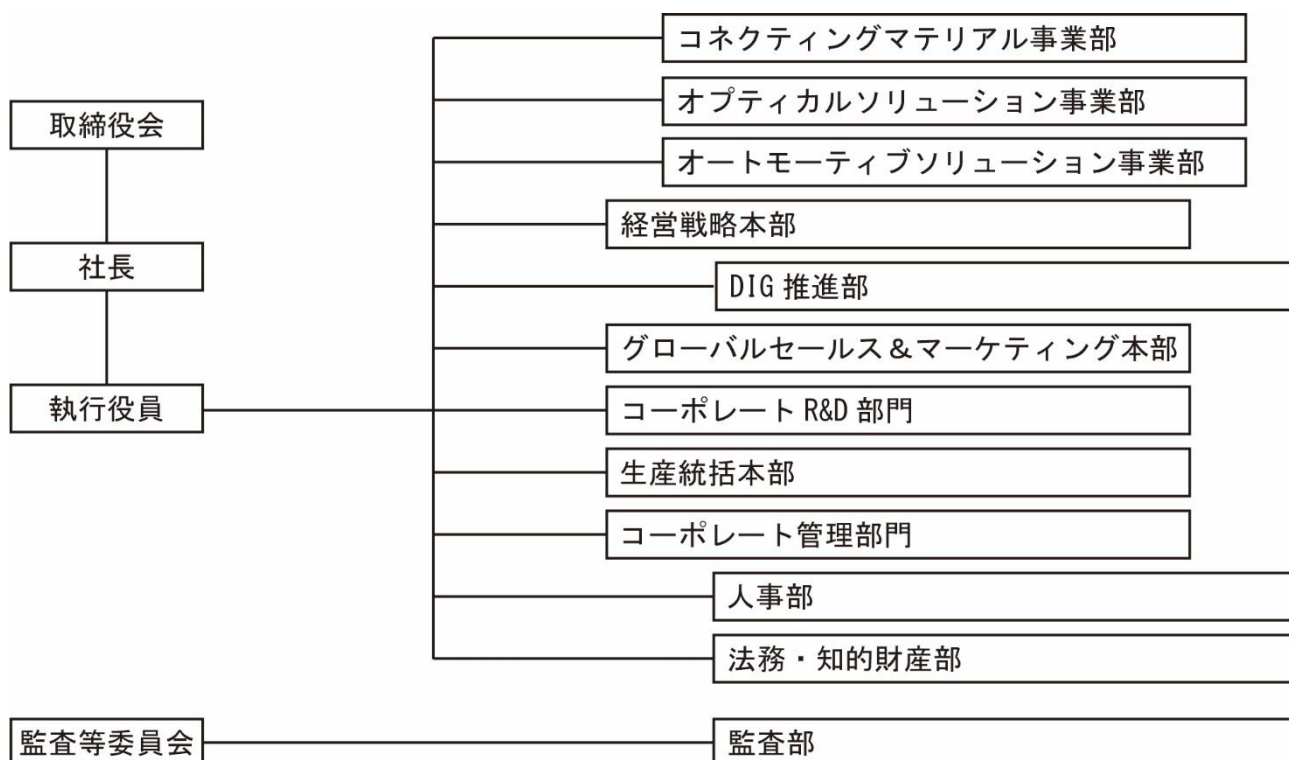 コネクティングマテリアル事業部
オプティカルソリューション事業部
取締役会
オートモーティブソリューション事業部
経営戦略本部
社長
DIG 推進部
グローバルセールス＆マーケティング本部
執行役員
コーポレート R&D 部門
生産統括本部
コーポレート管理部門
人事部
法務・知的財産部
監査等委員会
監査部